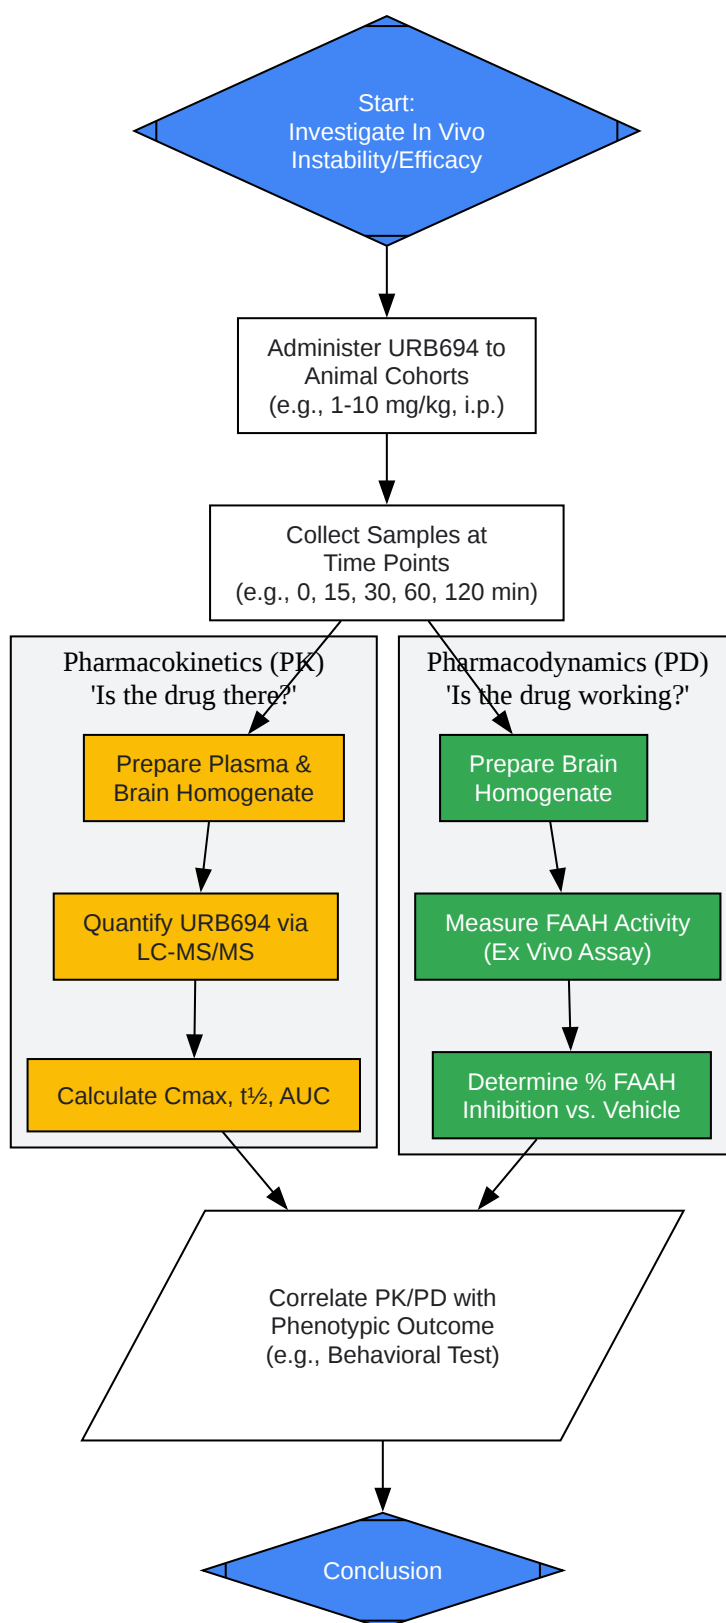 Start:
Investigate In Vivo
Instability/Efficacy
Administer URB694 to
Animal Cohorts
(e.g., 1-10 mg/kg, i.p.)
Collect Samples at
Time Points
(e.g., 0, 15, 30, 60, 120 min)
Pharmacokinetics (PK)
'Is the drug there?'
Prepare Plasma &
Brain Homogenate
Quantify URB694 via
LC-MS/MS
Calculate Cmax, t½, AUC
Pharmacodynamics (PD)
'Is the drug working?'
Prepare Brain
Homogenate
Measure FAAH Activity
(Ex Vivo Assay)
Determine % FAAH
Inhibition vs. Vehicle
Correlate PK/PD with
Phenotypic Outcome
(e.g., Behavioral Test)
Conclusion